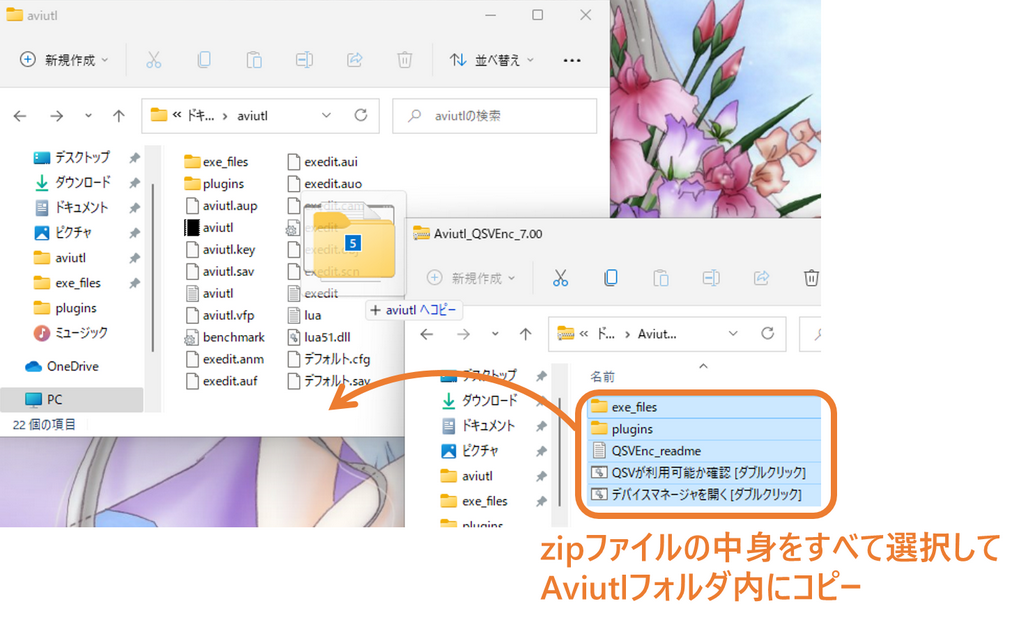 aviutl
新規作成
並べ替え
« ドキ... › aviutl
aviutlの検索
デスクトップ
ダウンロード
ドキュメント
ピクチャ
aviutl
exe_files
plugins
ミュージック
OneDrive
PC
exe_files
plugins
aviutl.aup
aviutl
aviutl.key
aviutl.sav
aviutl
aviutl.vfp
benchmark
exedit.anm
exedit.auf
exedit.aui
exedit.auo
exedit
exedit.scn
exedit
lua
lua51.dll
デフォルト.cfg
デフォルト.sav
5
+ aviutl へコピー
22 個の項目
Aviutl_QSVEnc_7.00
新規作成
« ド... › Aviut...
デスクトップ
ダウンロード
ドキュメント
ピクチャ
aviutl
exe_files
plugins
名前
exe_files
plugins
QSVEnc_readme
QSVが利用可能か確認 [ダブルクリック]
デバイスマネージャを開く[ダブルクリック]
zipファイルの中身をすべて選択して
Aviutlフォルダ内にコピー